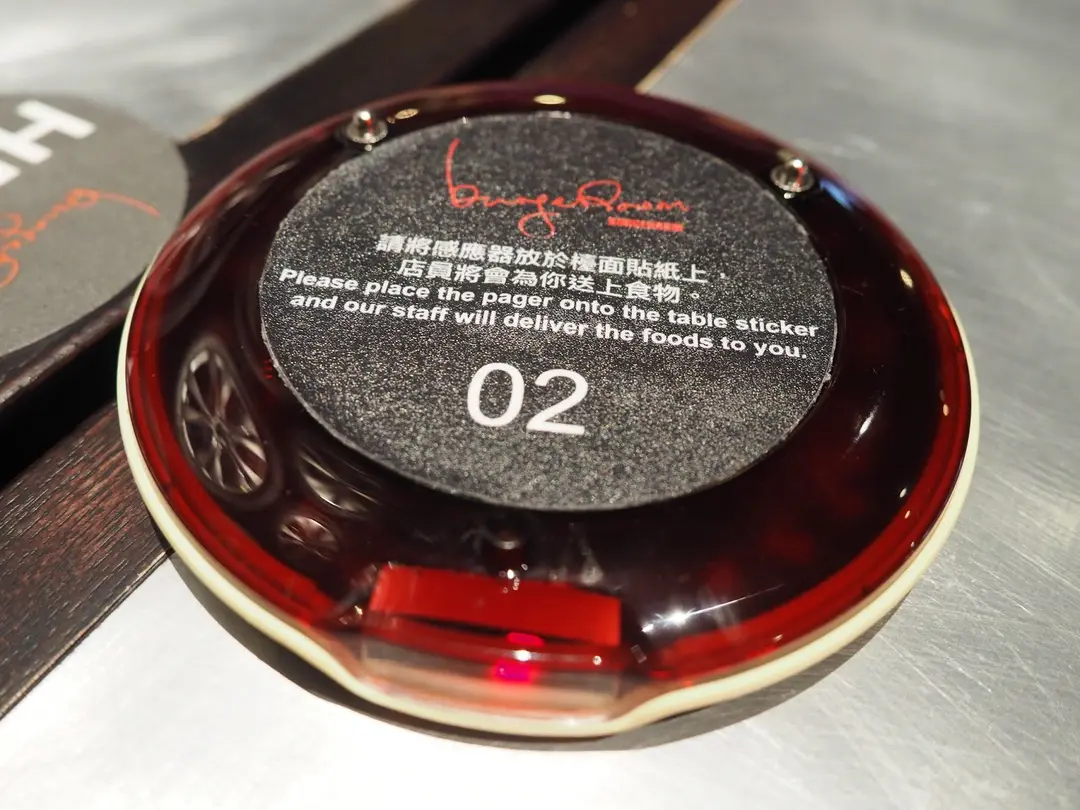 burgeRoom
請將感應器放於檯面貼紙上，
店員將會為你送上食物。
Please place the pager onto the table sticker
and our staff will deliver the foods to you.
02